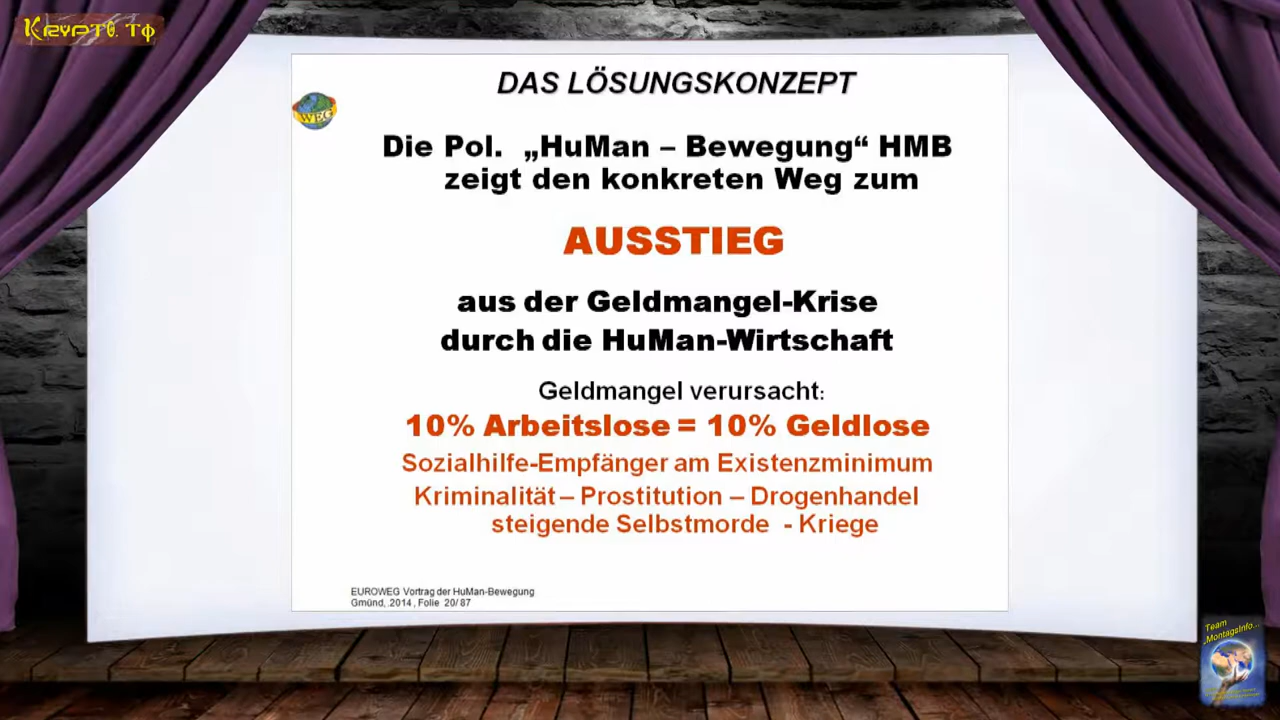 Krypto.Tφ
DAS LÖSUNGSKONZEPT
WEG
Die Pol. „HuMan – Bewegung“ HMB
zeigt den konkreten Weg zum
AUSSTIEG
aus der Geldmangel-Krise
durch die HuMan-Wirtschaft
Geldmangel verursacht:
10% Arbeitslose = 10% Geldlose
Sozialhilfe-Empfänger am Existenzminimum
Kriminalität – Prostitution – Drogenhandel
steigende Selbstmorde - Kriege
EUROWEG Vortrag der HuMan-Bewegung
Gmünd,.2014 , Folie 20/ 87
Team
„MontagsInfo...